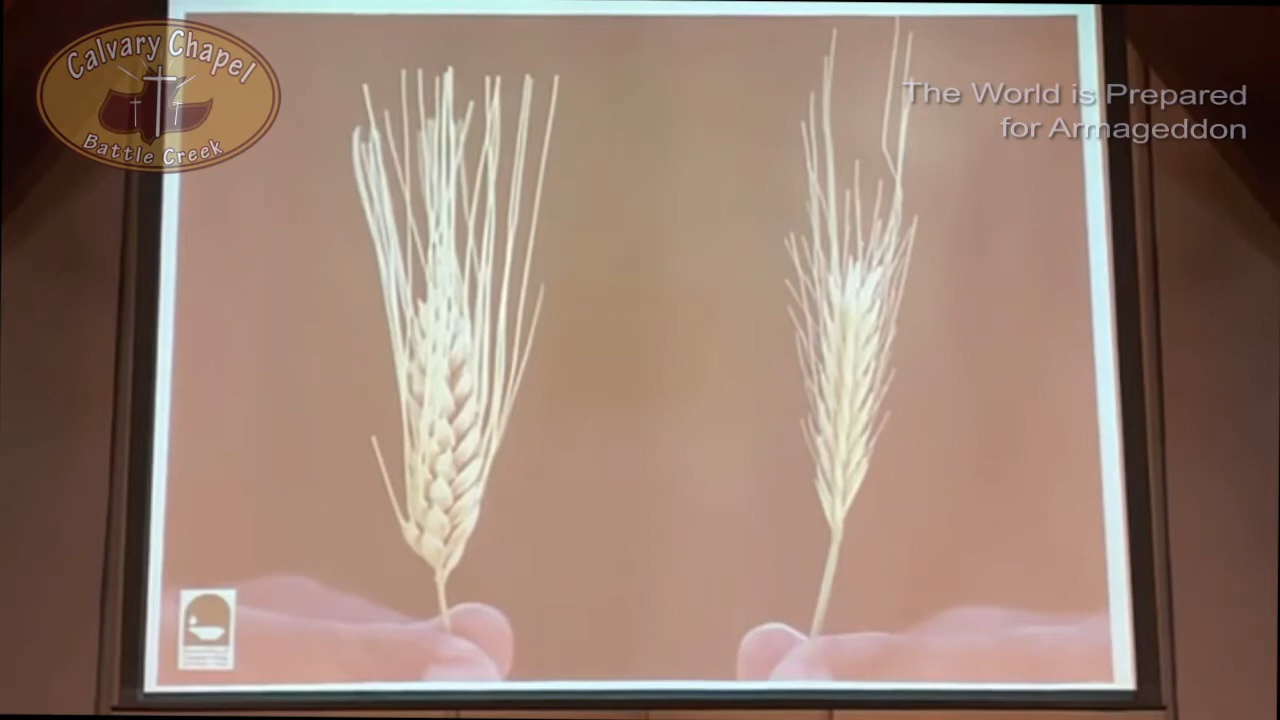 Calvary Chapel
Battle Creek
The World is Prepared
for Armageddon